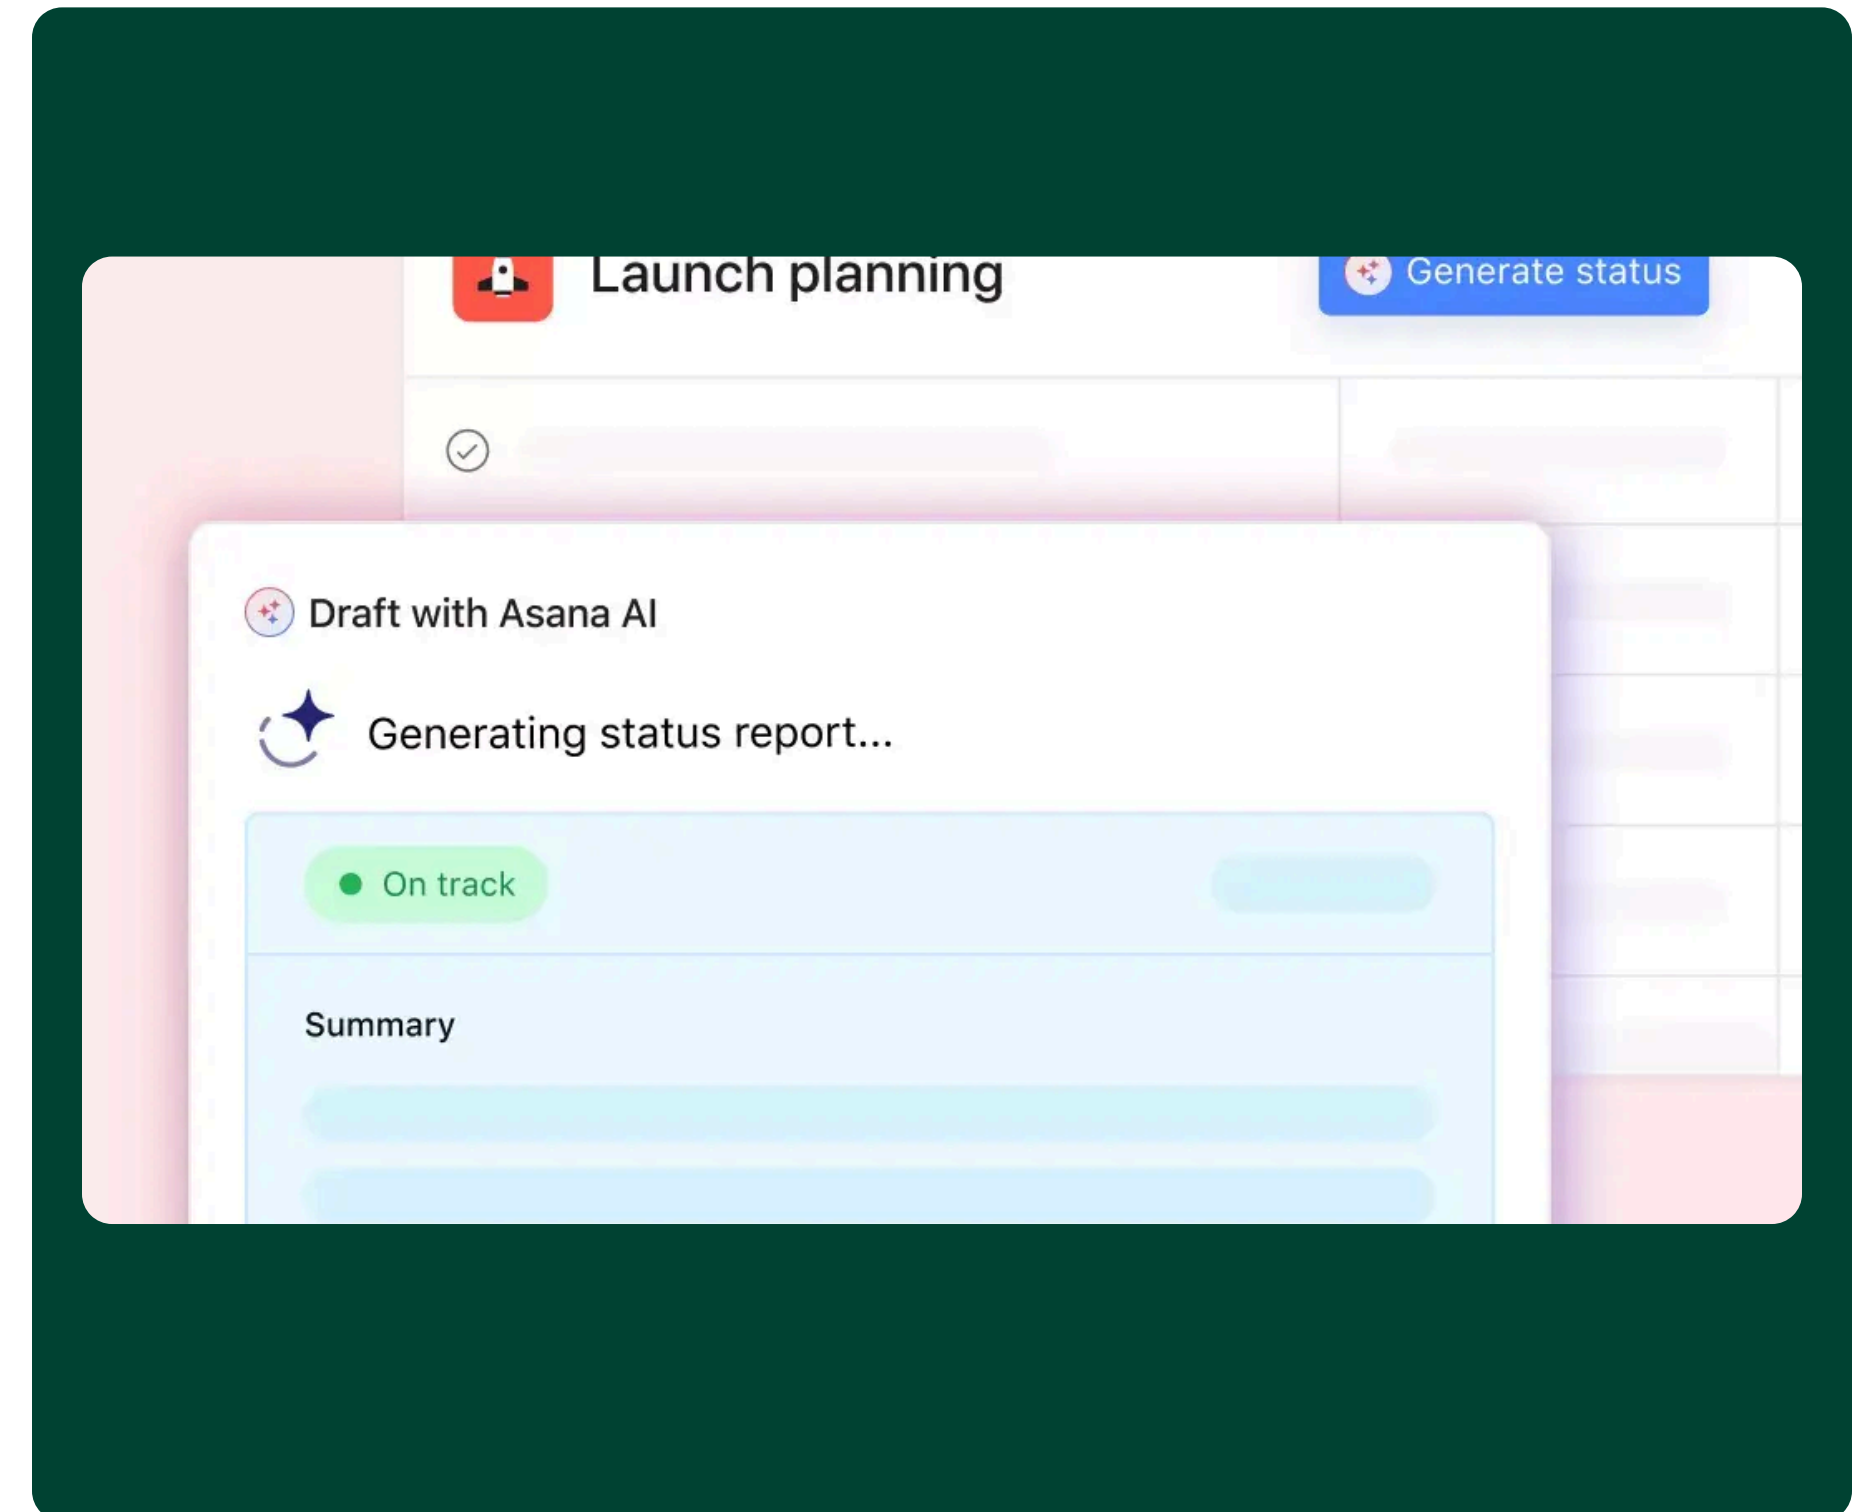 Launch planning
Generate status
Draft with Asana AI
Generating status report...
On track
Summary